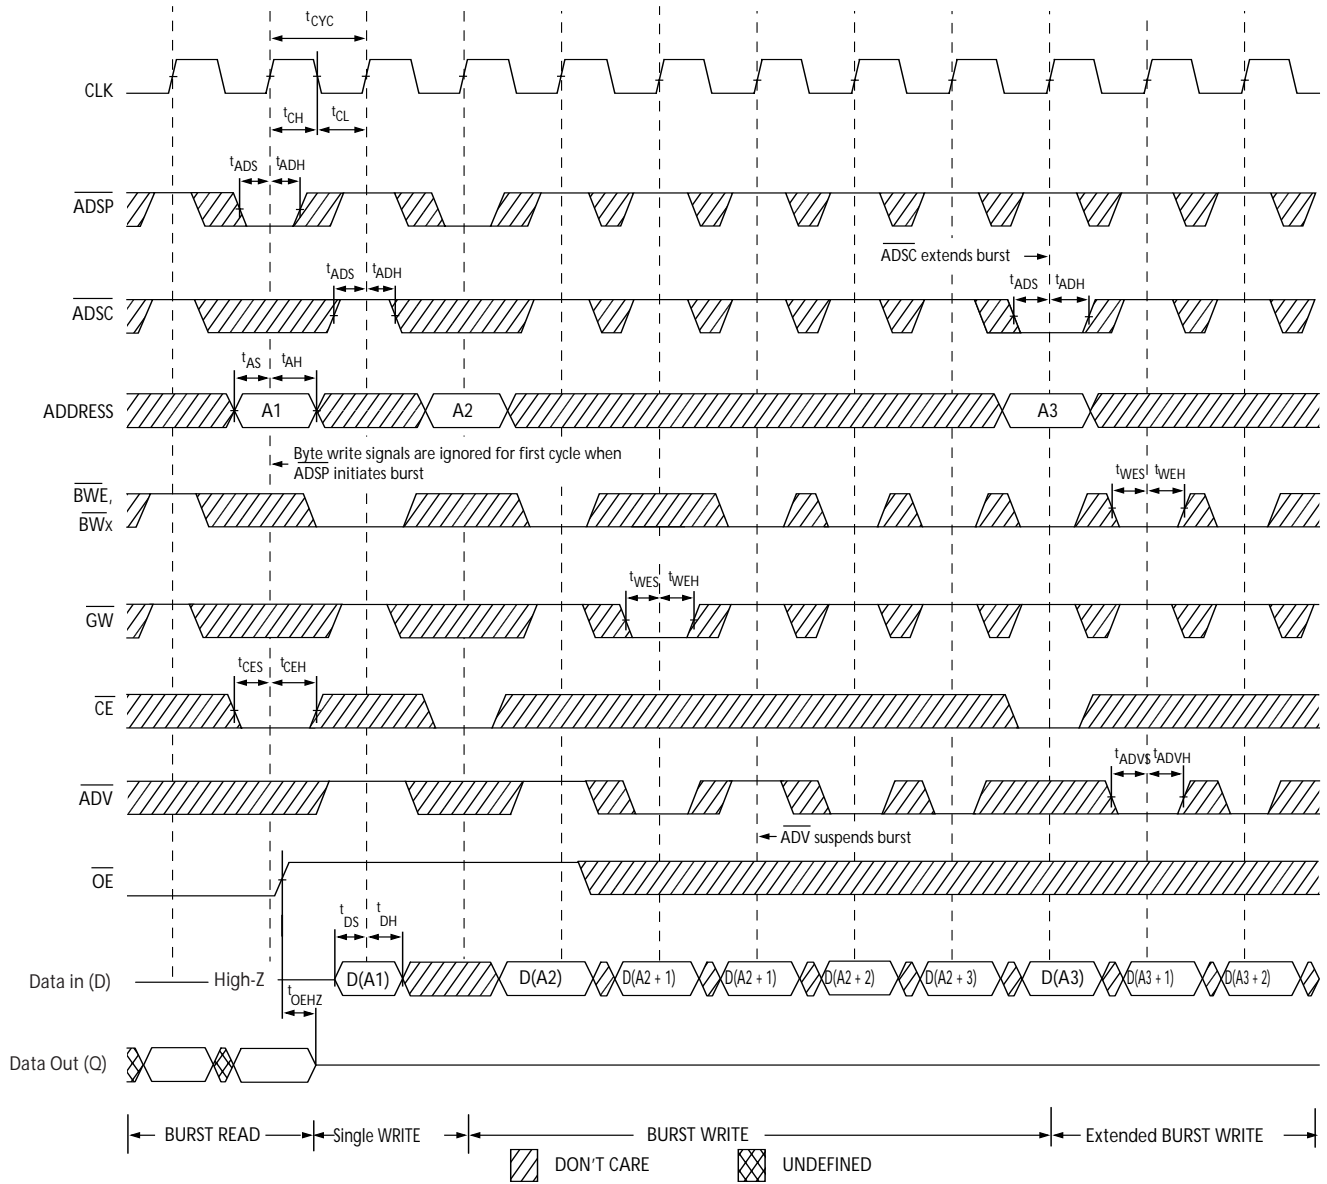 tCYC
CLK
tCH tCL
tADS tADH
ADSP
ADSC extends burst
tADS tADH
tADS tADH
ADSC
tAS tAH
ADDRESS A1 A2 A3
Byte write signals are ignored for first cycle when
ADSP initiates burst
tWES tWEH
BWE,
BWx
tWES tWEH
GW
tCES tCEH
CE
tADVS tADVH
ADV
ADV suspends burst
OE
tDS tDH
Data in (D) High-Z D(A1) D(A2) D(A2 + 1) D(A2 + 1) D(A2 + 2) D(A2 + 3) D(A3) D(A3 + 1) D(A3 + 2)
tOEHZ
Data Out (Q)
BURST READ Single WRITE BURST WRITE Extended BURST WRITE
DON'T CARE UNDEFINED